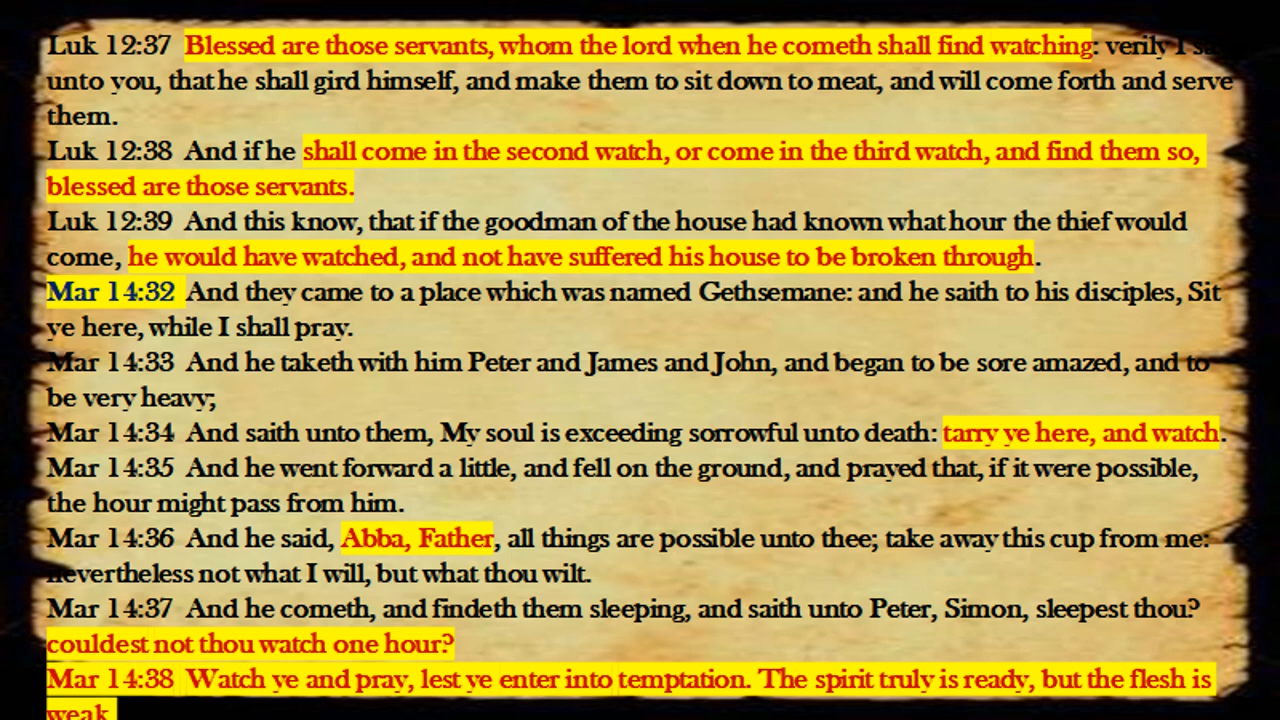 Luk 12:37 Blessed are those servants, whom the lord when he cometh shall find watching: verily I say
unto you, that he shall gird himself, and make them to sit down to meat, and will come forth and serve
them.
Luk 12:38 And if he shall come in the second watch, or come in the third watch, and find them so,
blessed are those servants.
Luk 12:39 And this know, that if the goodman of the house had known what hour the thief would
come, he would have watched, and not have suffered his house to be broken through.
Mar 14:32 And they came to a place which was named Gethsemane: and he saith to his disciples, Sit
ye here, while I shall pray.
Mar 14:33 And he taketh with him Peter and James and John, and began to be sore amazed, and to
be very heavy;
Mar 14:34 And saith unto them, My soul is exceeding sorrowful unto death: tarry ye here, and watch.
Mar 14:35 And he went forward a little, and fell on the ground, and prayed that, if it were possible,
the hour might pass from him.
Mar 14:36 And he said, Abba, Father, all things are possible unto thee; take away this cup from me:
nevertheless not what I will, but what thou wilt.
Mar 14:37 And he cometh, and findeth them sleeping, and saith unto Peter, Simon, sleepest thou?
couldest not thou watch one hour?
Mar 14:38 Watch ye and pray, lest ye enter into temptation. The spirit truly is ready, but the flesh is
weak.